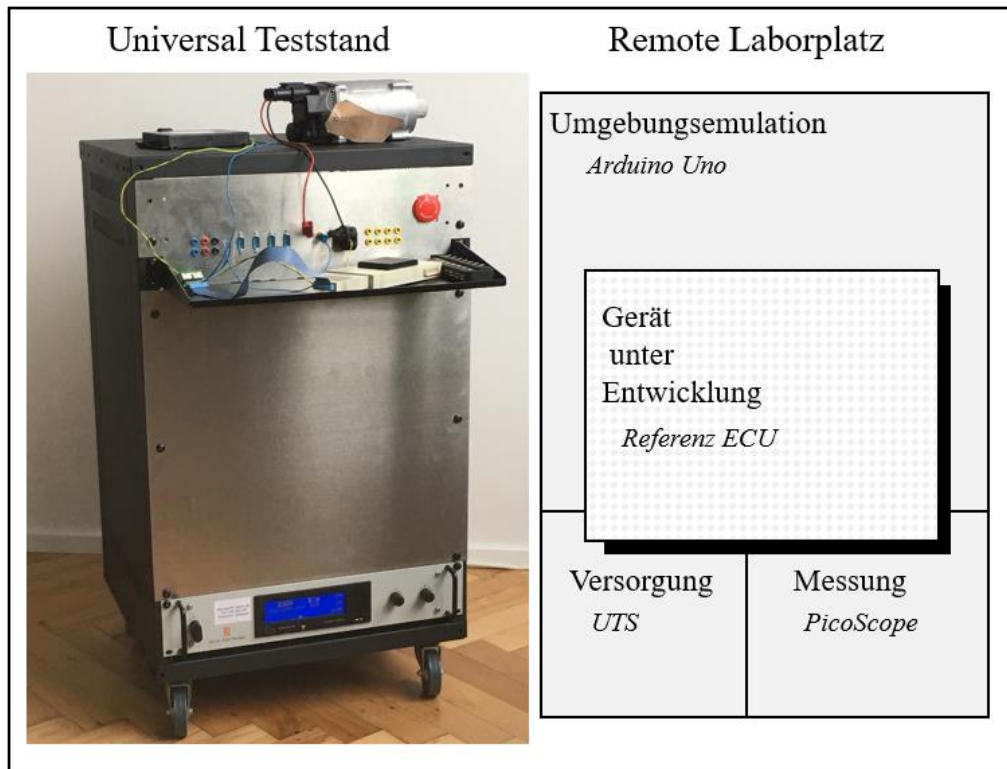 Universal Teststand
Remote Laborplatz
Umgebungsemulation
Arduino Uno
Gerät
unter
Entwicklung
Referenz ECU
Versorgung
UTS
Messung
PicoScope